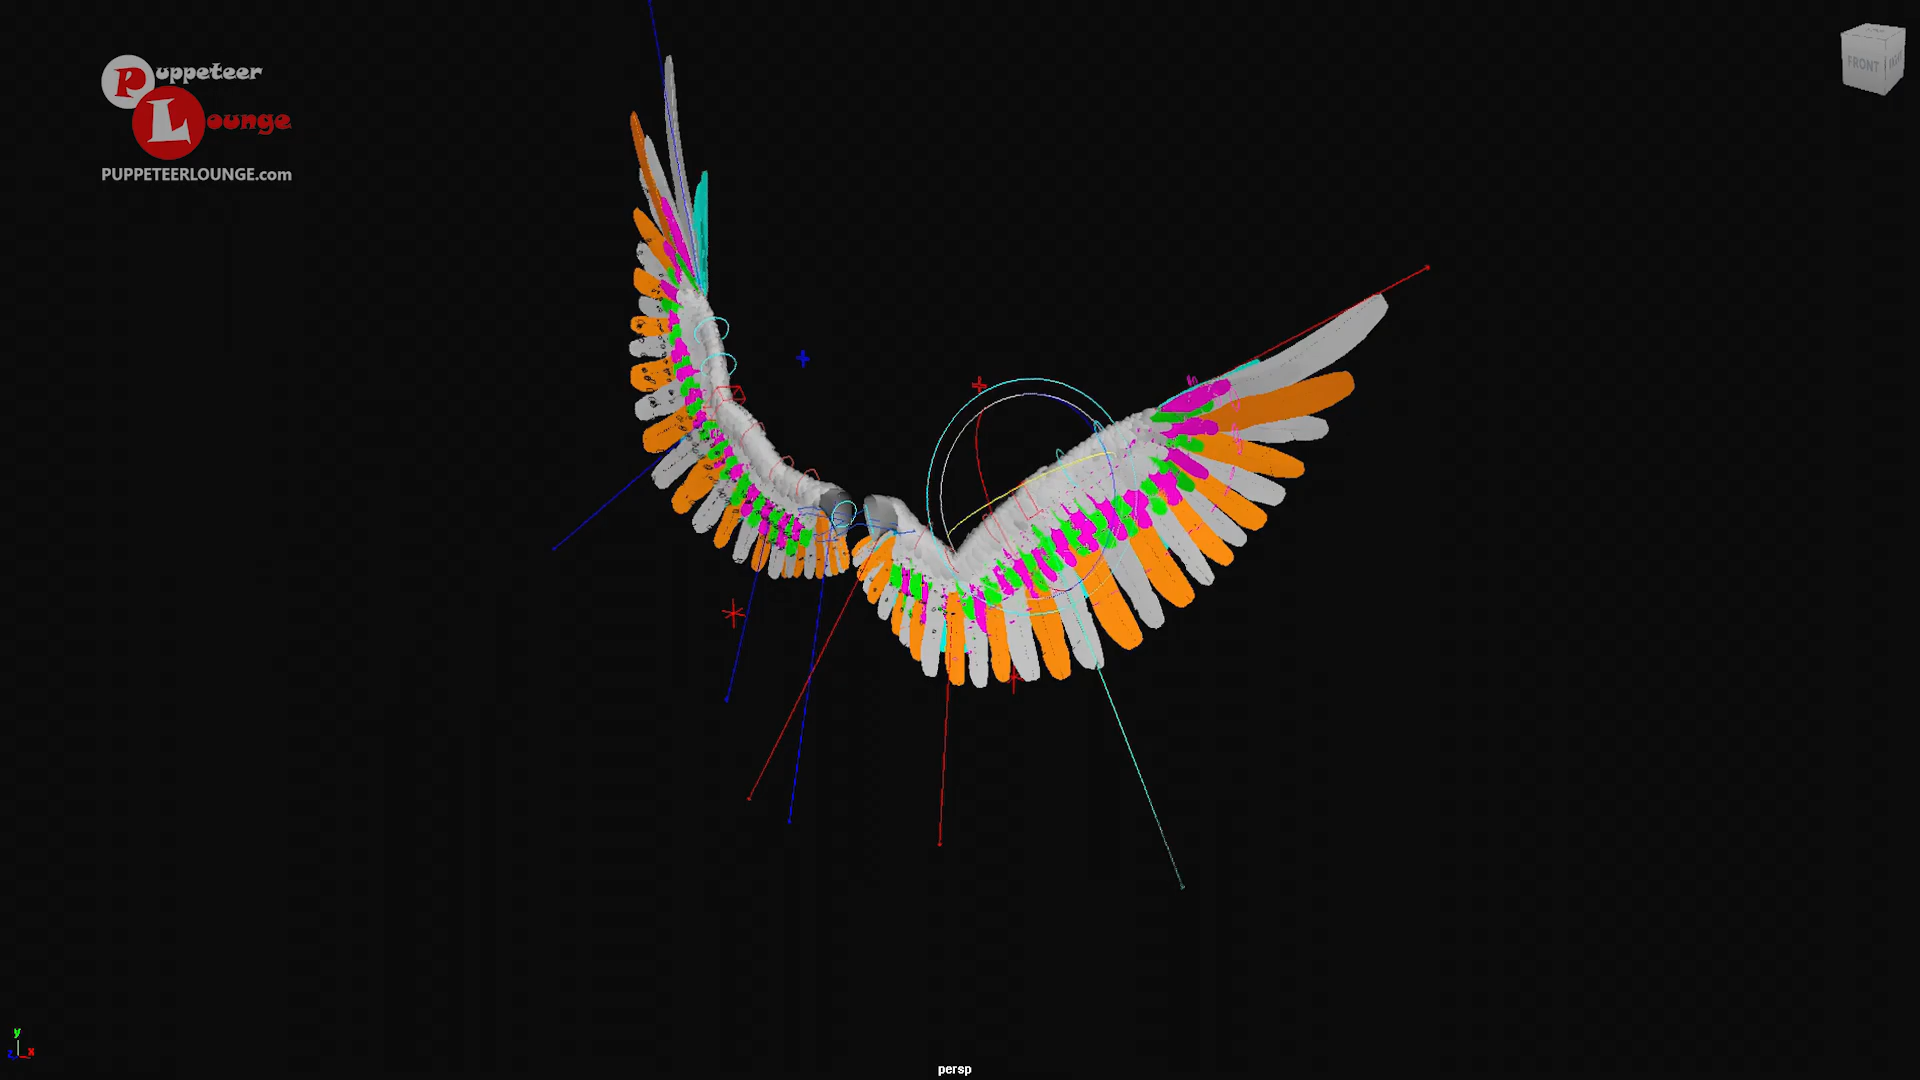 Puppeteer
Lounge
PUPPETEERLOUNGE.com
FRONT
y
z x
persp